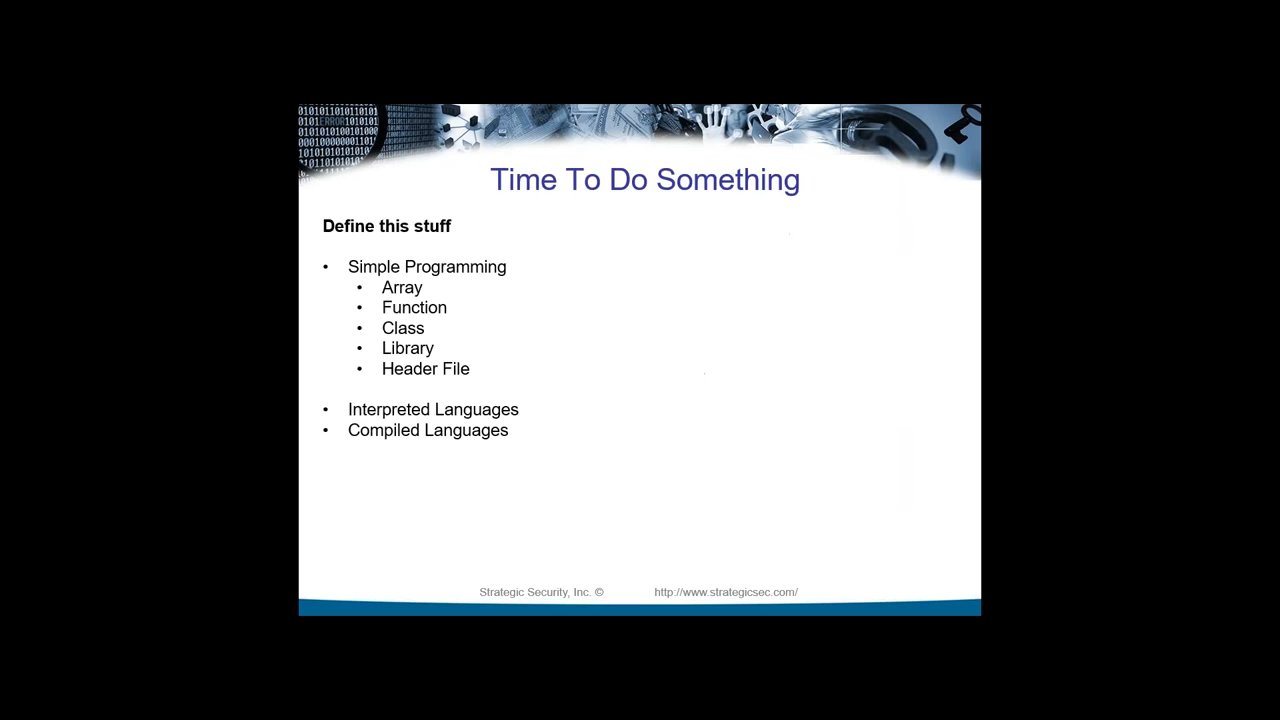 Time To Do Something
Define this stuff
• Simple Programming
• Array
• Function
• Class
• Library
• Header File
• Interpreted Languages
• Compiled Languages
Strategic Security, Inc. © http://www.strategicsec.com/